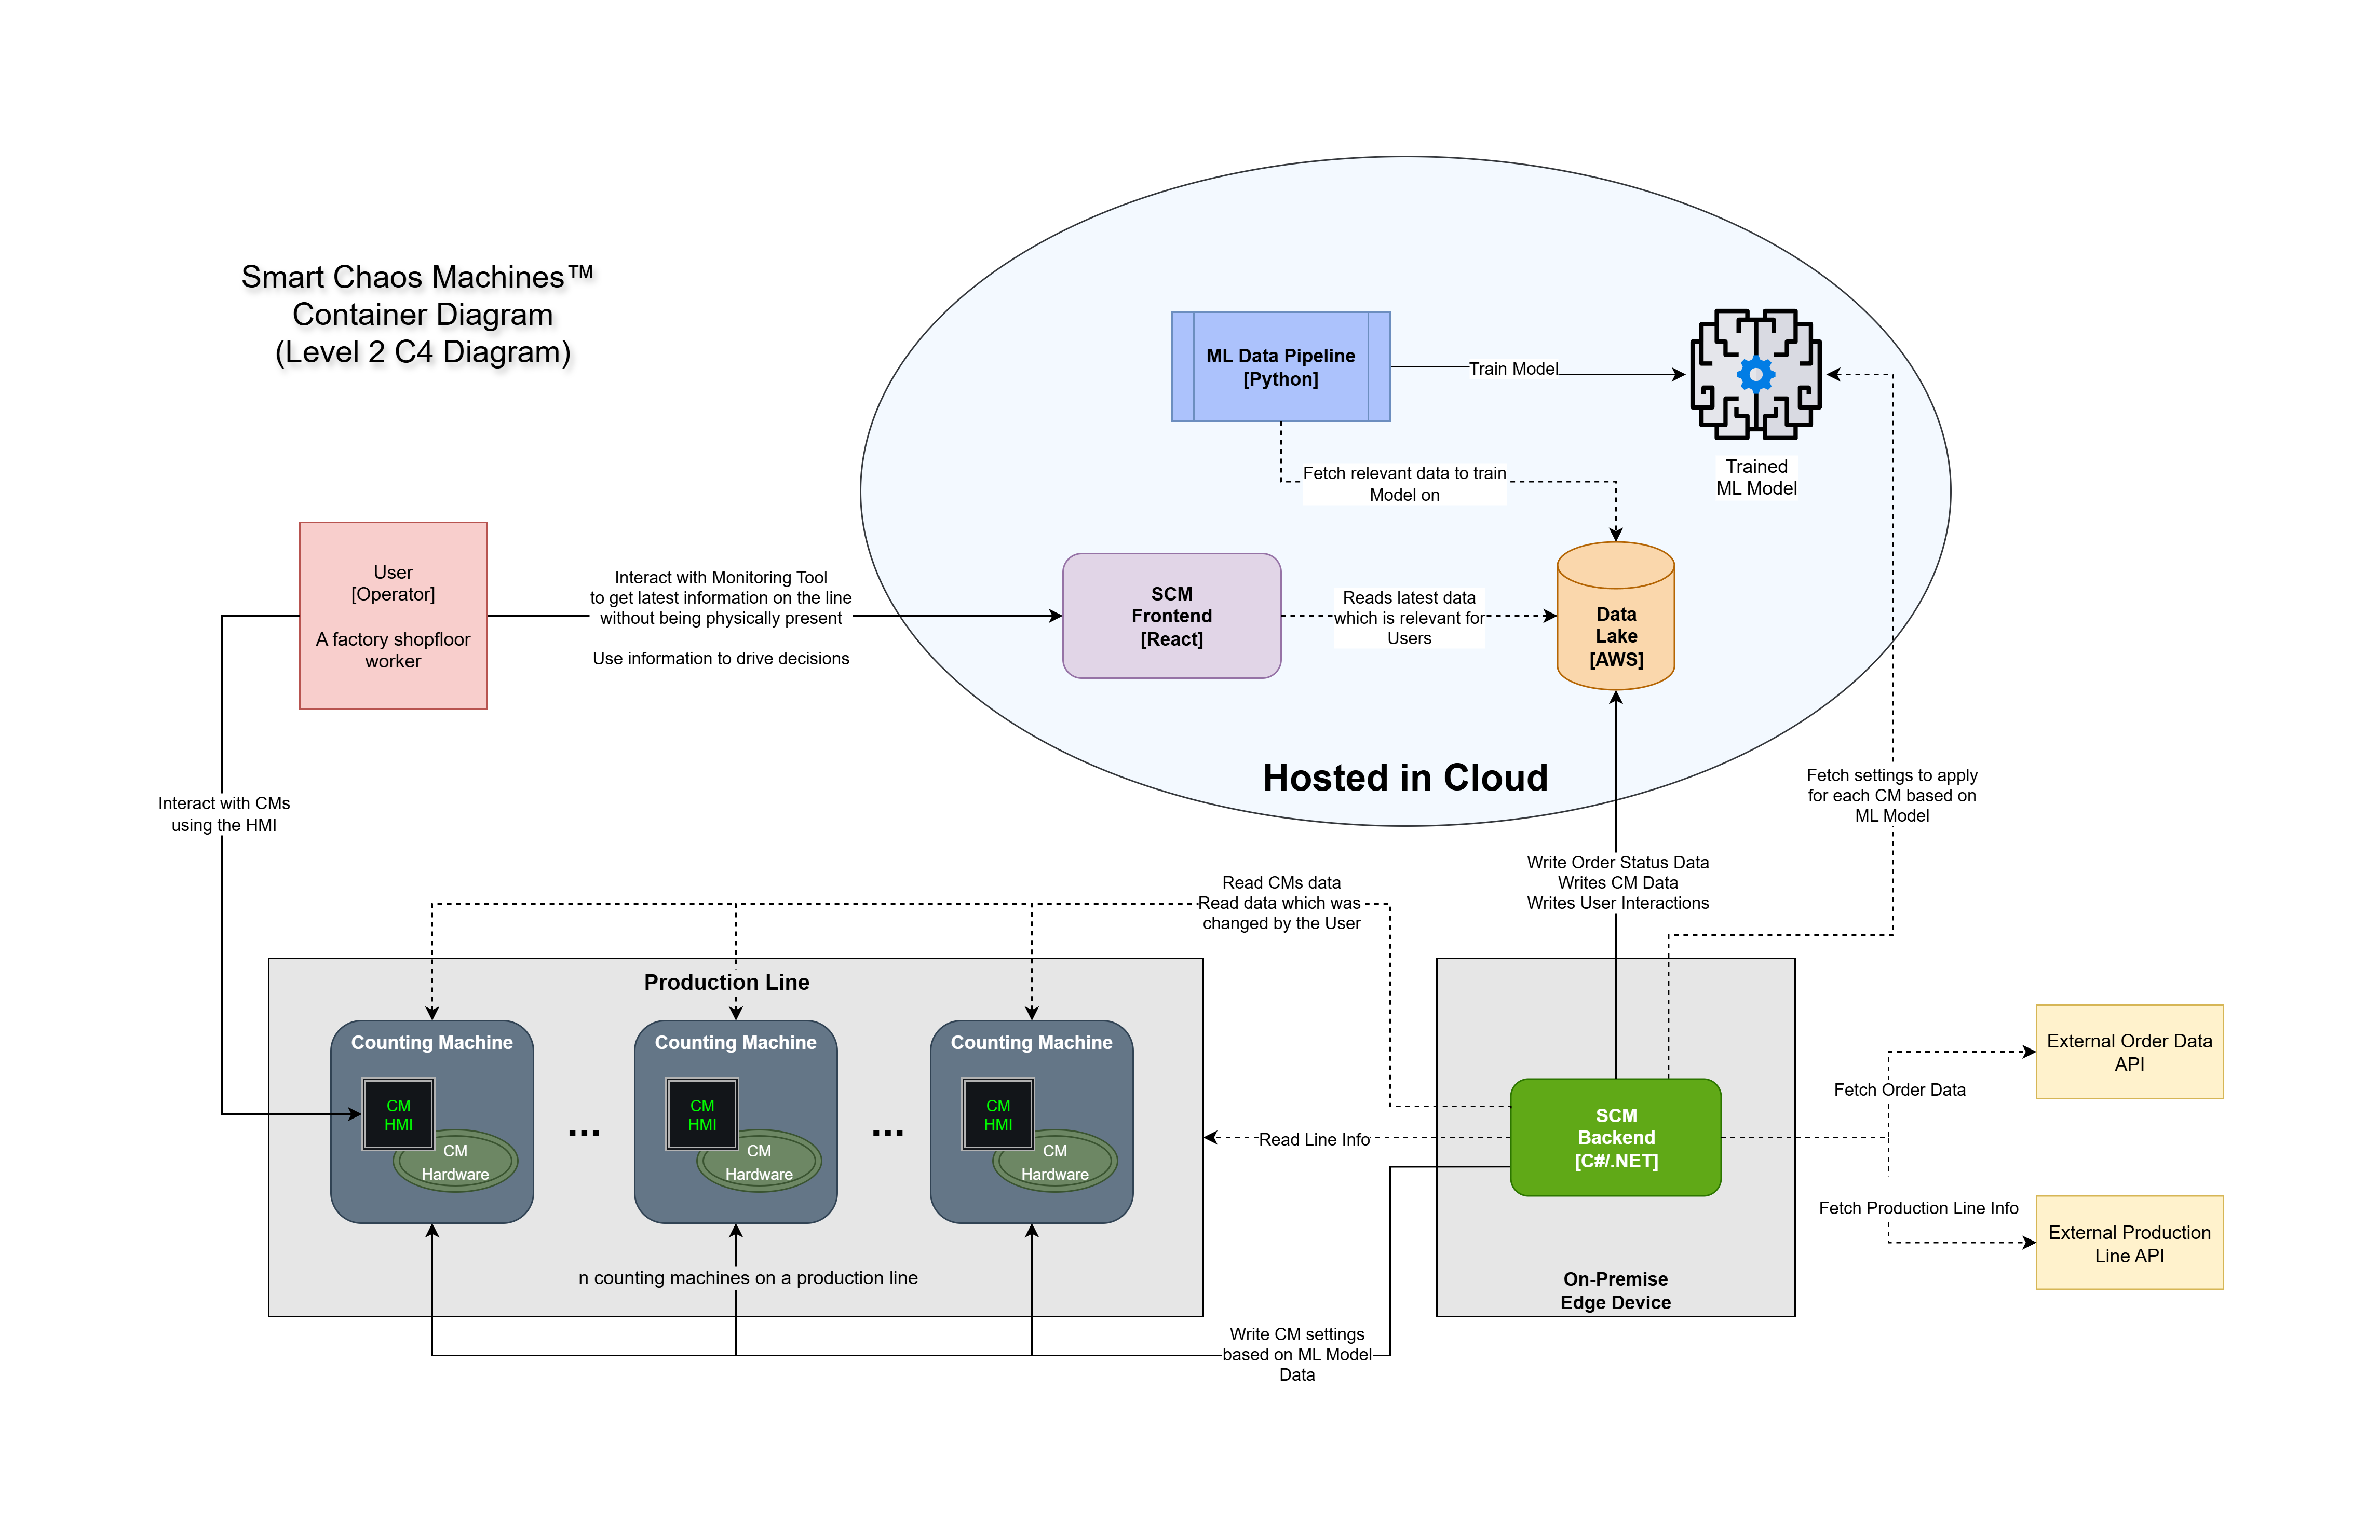 Smart Chaos Machines™
Container Diagram
(Level 2 C4 Diagram)
ML Data Pipeline
[Python]
Train Model
Trained
ML Model
Fetch relevant data to train
Model on
User
[Operator]
A factory shopfloor
worker
Interact with Monitoring Tool
to get latest information on the line
without being physically present
Use information to drive decisions
SCM
Frontend
[React]
Reads latest data
which is relevant for
Users
Data
Lake
[AWS]
Hosted in Cloud
Interact with CMs
using the HMI
Fetch settings to apply
for each CM based on
ML Model
Write Order Status Data
Writes CM Data
Writes User Interactions
Read CMs data
Read data which was
changed by the User
Production Line
Counting Machine
CM
HMI
CM
Hardware
...
Counting Machine
CM
HMI
CM
Hardware
...
Counting Machine
CM
HMI
CM
Hardware
n counting machines on a production line
Read Line Info
Write CM settings
based on ML Model
Data
SCM
Backend
[C#/.NET]
On-Premise
Edge Device
Fetch Order Data
External Order Data
API
Fetch Production Line Info
External Production
Line API